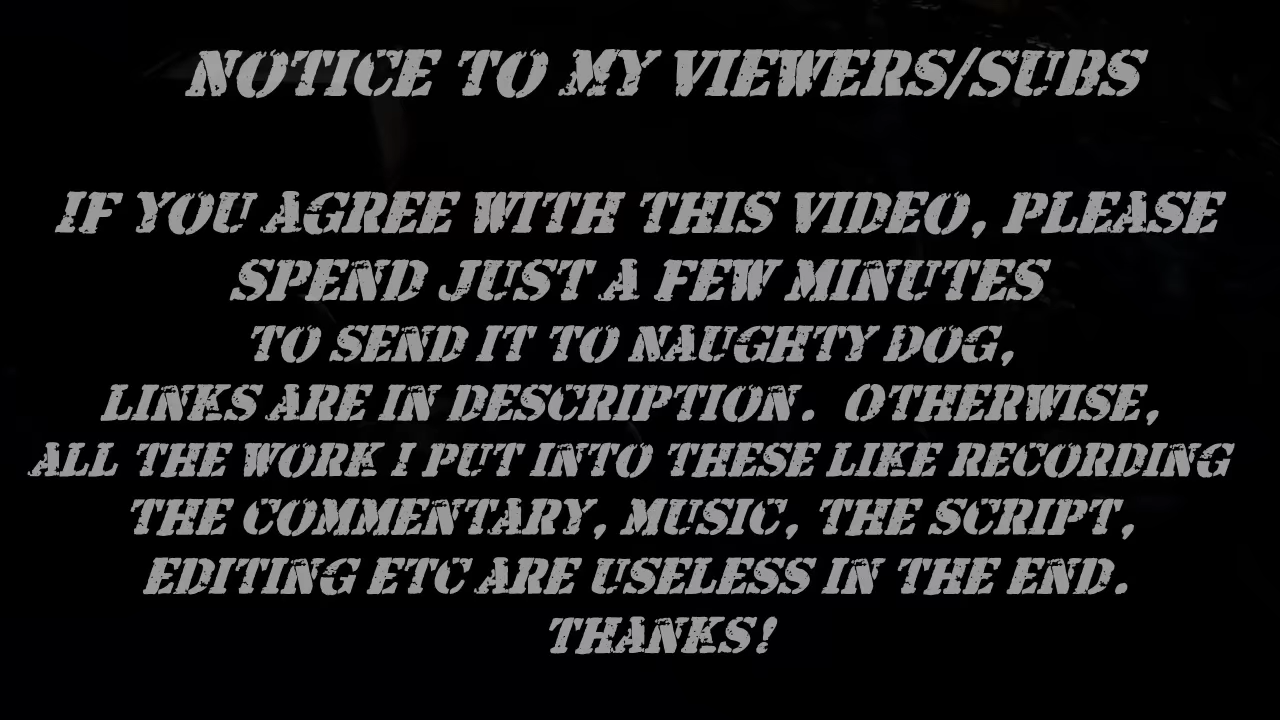 NOTICE TO MY VIEWERS/SUBS
IF YOU AGREE WITH THIS VIDEO, PLEASE
SPEND JUST A FEW MINUTES
TO SEND IT TO NAUGHTY DOG,
LINKS ARE IN DESCRIPTION. OTHERWISE,
ALL THE WORK I PUT INTO THESE LIKE RECORDING
THE COMMENTARY, MUSIC, THE SCRIPT,
EDITING ETC ARE USELESS IN THE END.
THANKS!